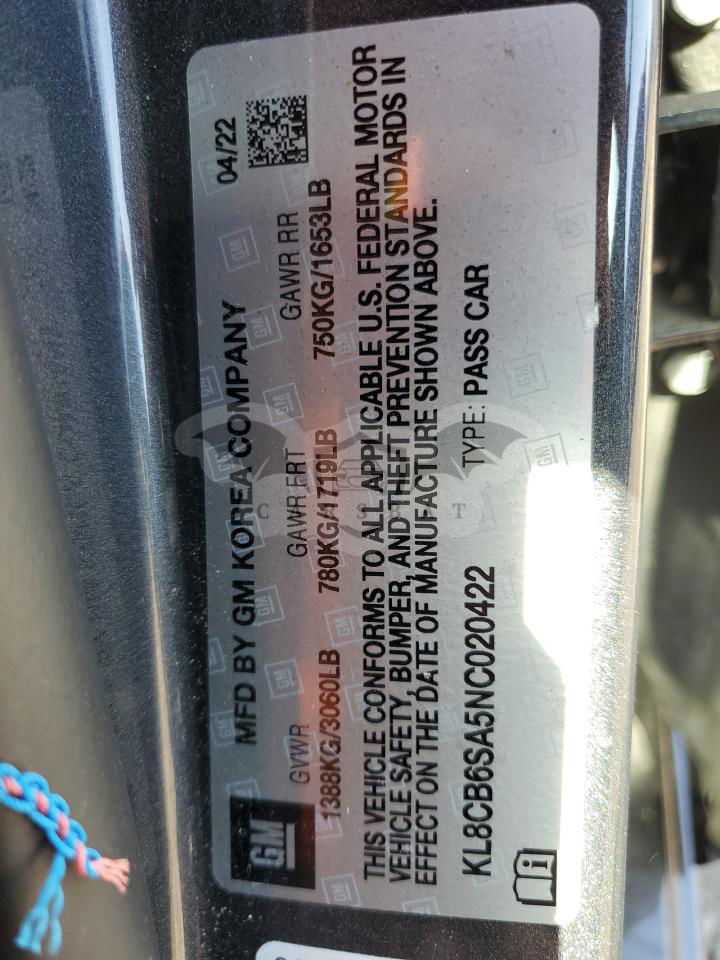 MFD BY GM KOREA COMPANY 04/22
GM
GVWR GAWR FRT GAWR RR
1388KG/3060LB 780KG/1719LB 750KG/1653LB
THIS VEHICLE CONFORMS TO ALL APPLICABLE U.S. FEDERAL MOTOR
VEHICLE SAFETY, BUMPER, AND THEFT PREVENTION STANDARDS IN
EFFECT ON THE DATE OF MANUFACTURE SHOWN ABOVE.
KL8CB6SA5NC020422 TYPE: PASS CAR